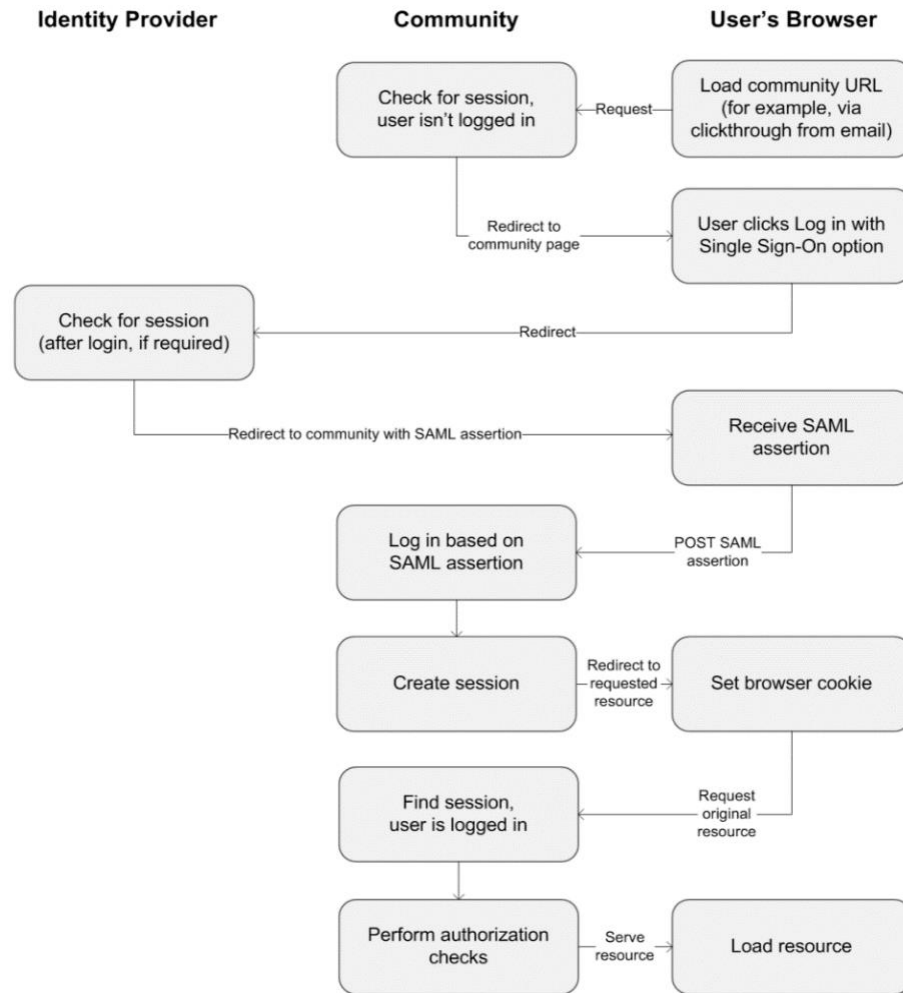 Identity Provider
Community
User's Browser
Check for session,
user isn't logged in
Request
Load community URL
(for example, via
clickthrough from email)
Redirect to
community page
User clicks Log in with
Single Sign-On option
Check for session
(after login, if required)
Redirect
Redirect to community with SAML assertion
Receive SAML
assertion
Log in based on
SAML assertion
POST SAML
assertion
Create session
Redirect to
requested
resource
Set browser cookie
Find session,
user is logged in
Request
original
resource
Perform authorization
checks
Serve
resource
Load resource